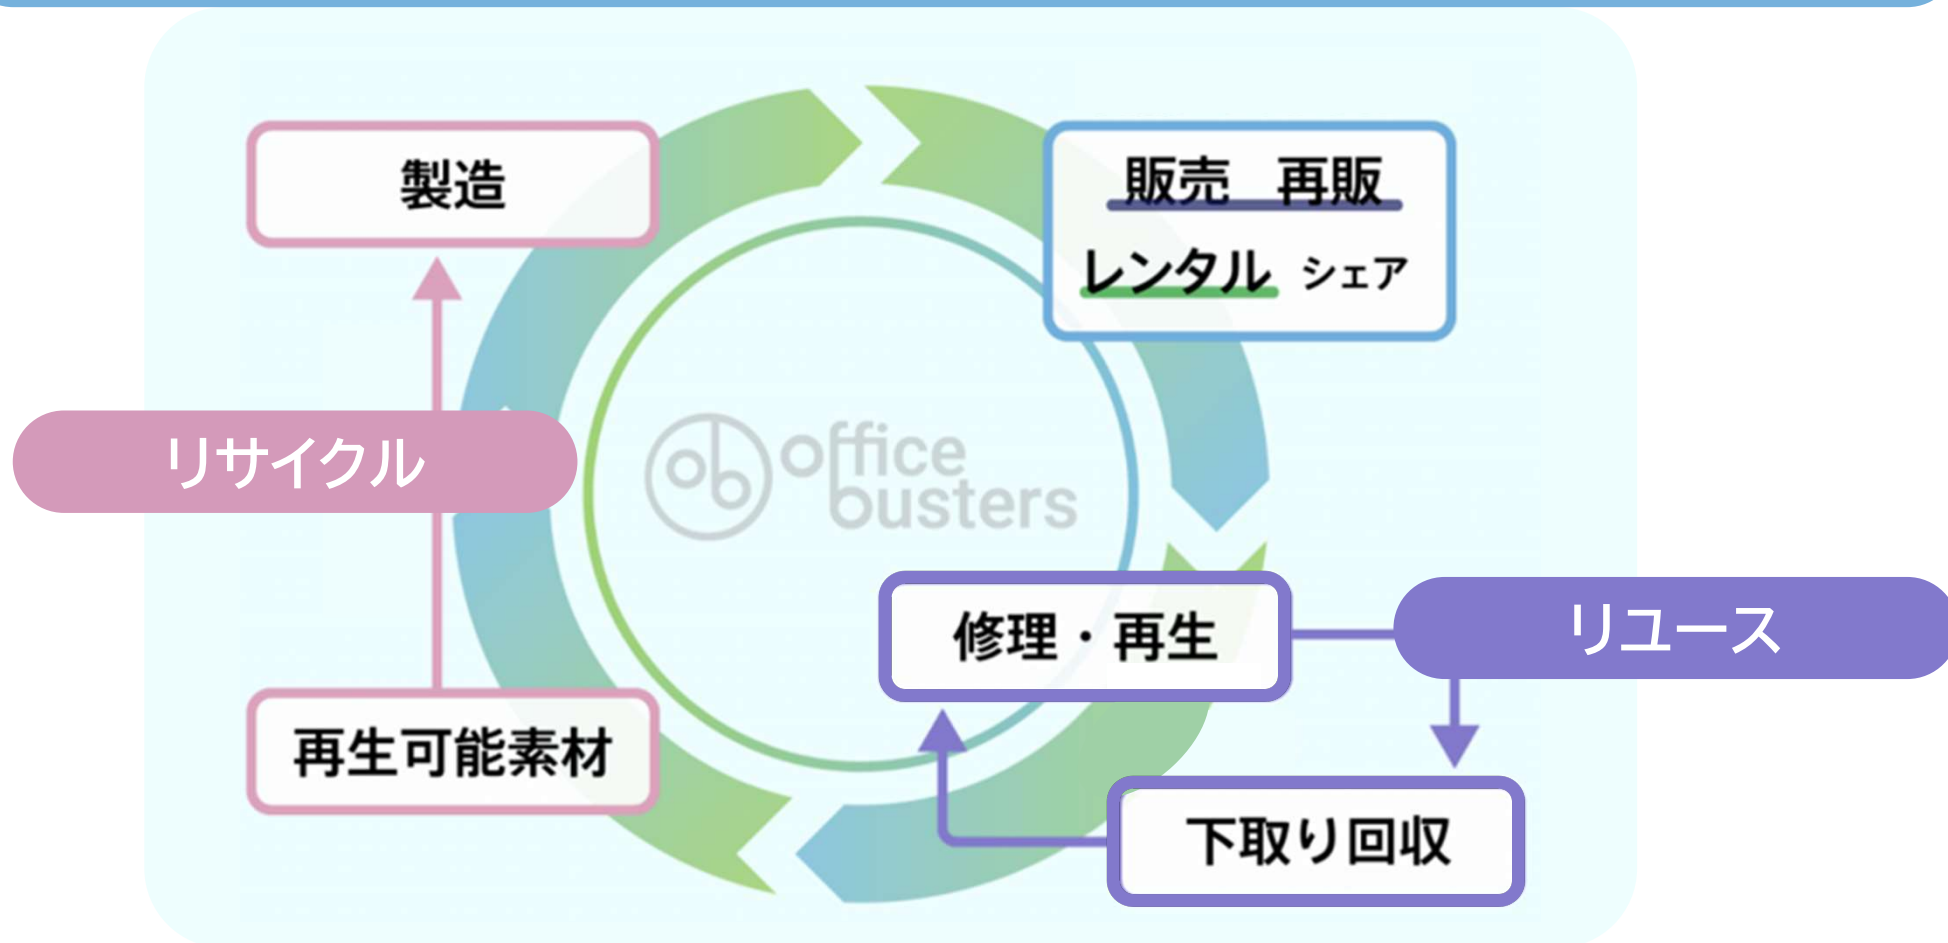 製造
販売　再販
レンタル シェア
リサイクル
office
busters
修理・再生
リユース
再生可能素材
下取り回収